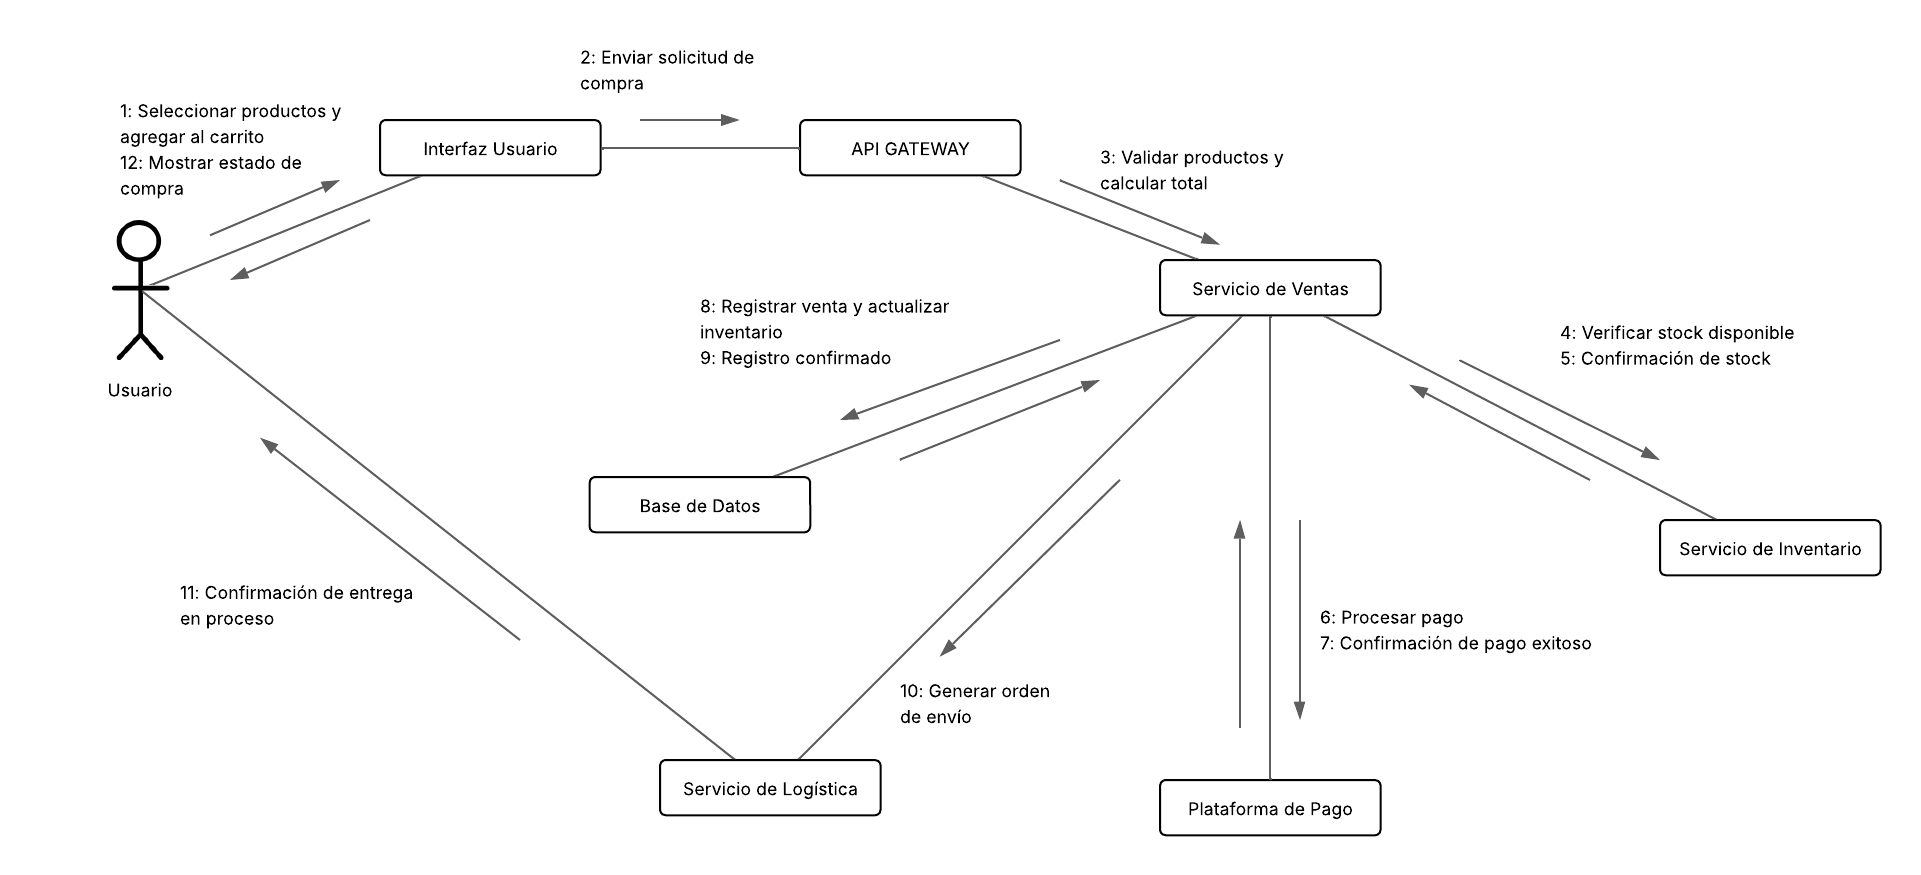 2: Enviar solicitud de
compra
1: Seleccionar productos y
agregar al carrito
12: Mostrar estado de
compra
Interfaz Usuario
API GATEWAY
3: Validar productos y
calcular total
Servicio de Ventas
8: Registrar venta y actualizar
inventario
9: Registro confirmado
4: Verificar stock disponible
5: Confirmación de stock
Usuario
Base de Datos
Servicio de Inventario
11: Confirmación de entrega
en proceso
6: Procesar pago
7: Confirmación de pago exitoso
10: Generar orden
de envío
Servicio de Logística
Plataforma de Pago